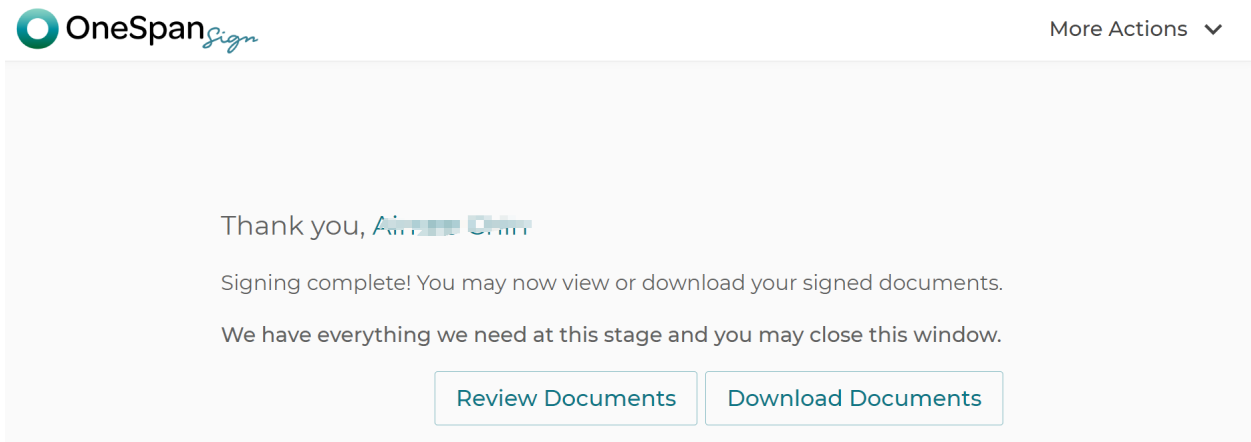 OneSpan Sign
More Actions
Thank you,
Signing complete! You may now view or download your signed documents.
We have everything we need at this stage and you may close this window.
Review Documents
Download Documents